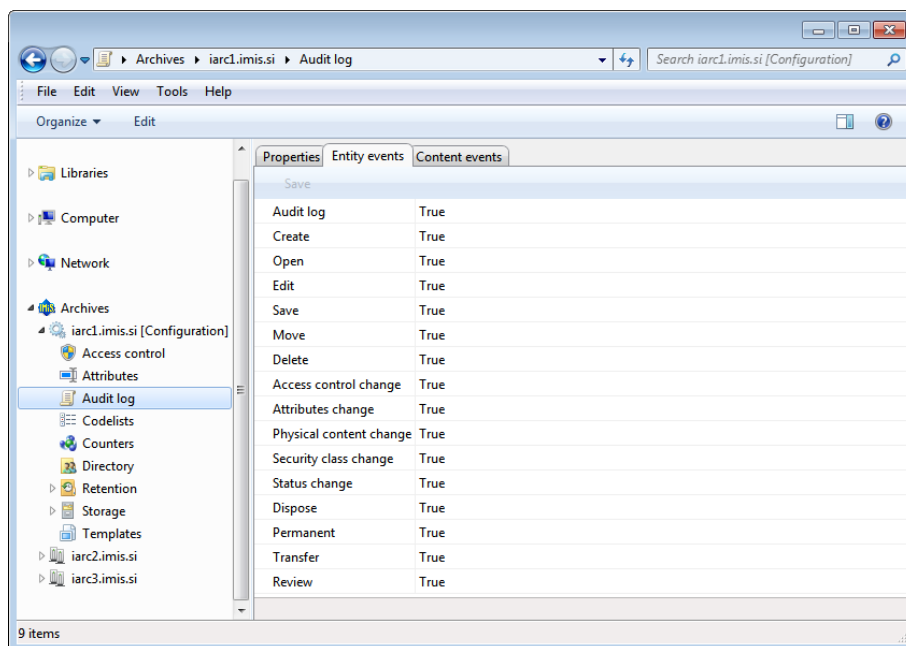 Archives iarc1.imis.si Audit log
Search iarc1.imis.si [Configuration]
File Edit View Tools Help
Organize Edit
Libraries
Computer
Network
Archives
iarc1.imis.si [Configuration]
Access control
Attributes
Audit log
Codelists
Counters
Directory
Retention
Storage
Templates
iarc2.imis.si
iarc3.imis.si
Properties Entity events Content events
Save
Audit log True
Create True
Open True
Edit True
Save True
Move True
Delete True
Access control change True
Attributes change True
Physical content change True
Security class change True
Status change True
Dispose True
Permanent True
Transfer True
Review True
9 items